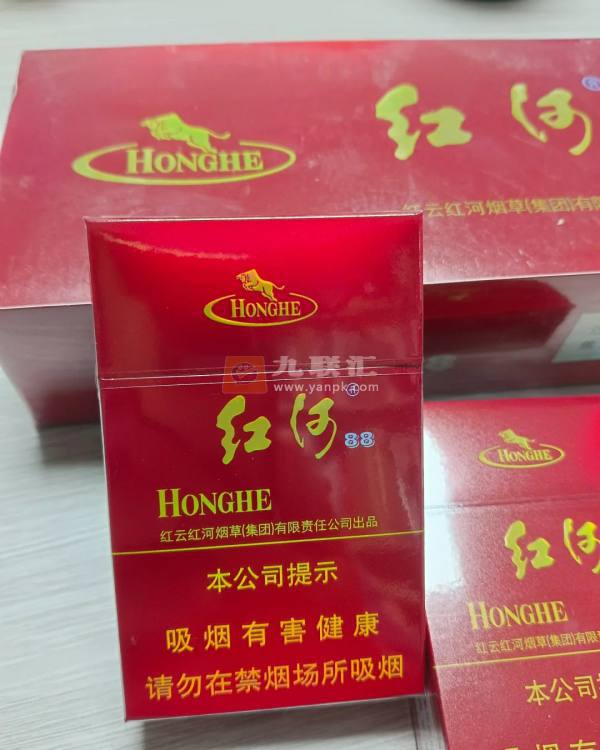 HONGHE
红河
红云红河烟草(集团)有限
HONGHE
九联汇
www.yanpk.com
红河
88
HONGHE
红云红河烟草(集团)有限责任公司出品
本公司提示
吸烟有害健康
请勿在禁烟场所吸烟
HONGHE
红河
HONGHE
红云红河烟草(集团)有限
本公司